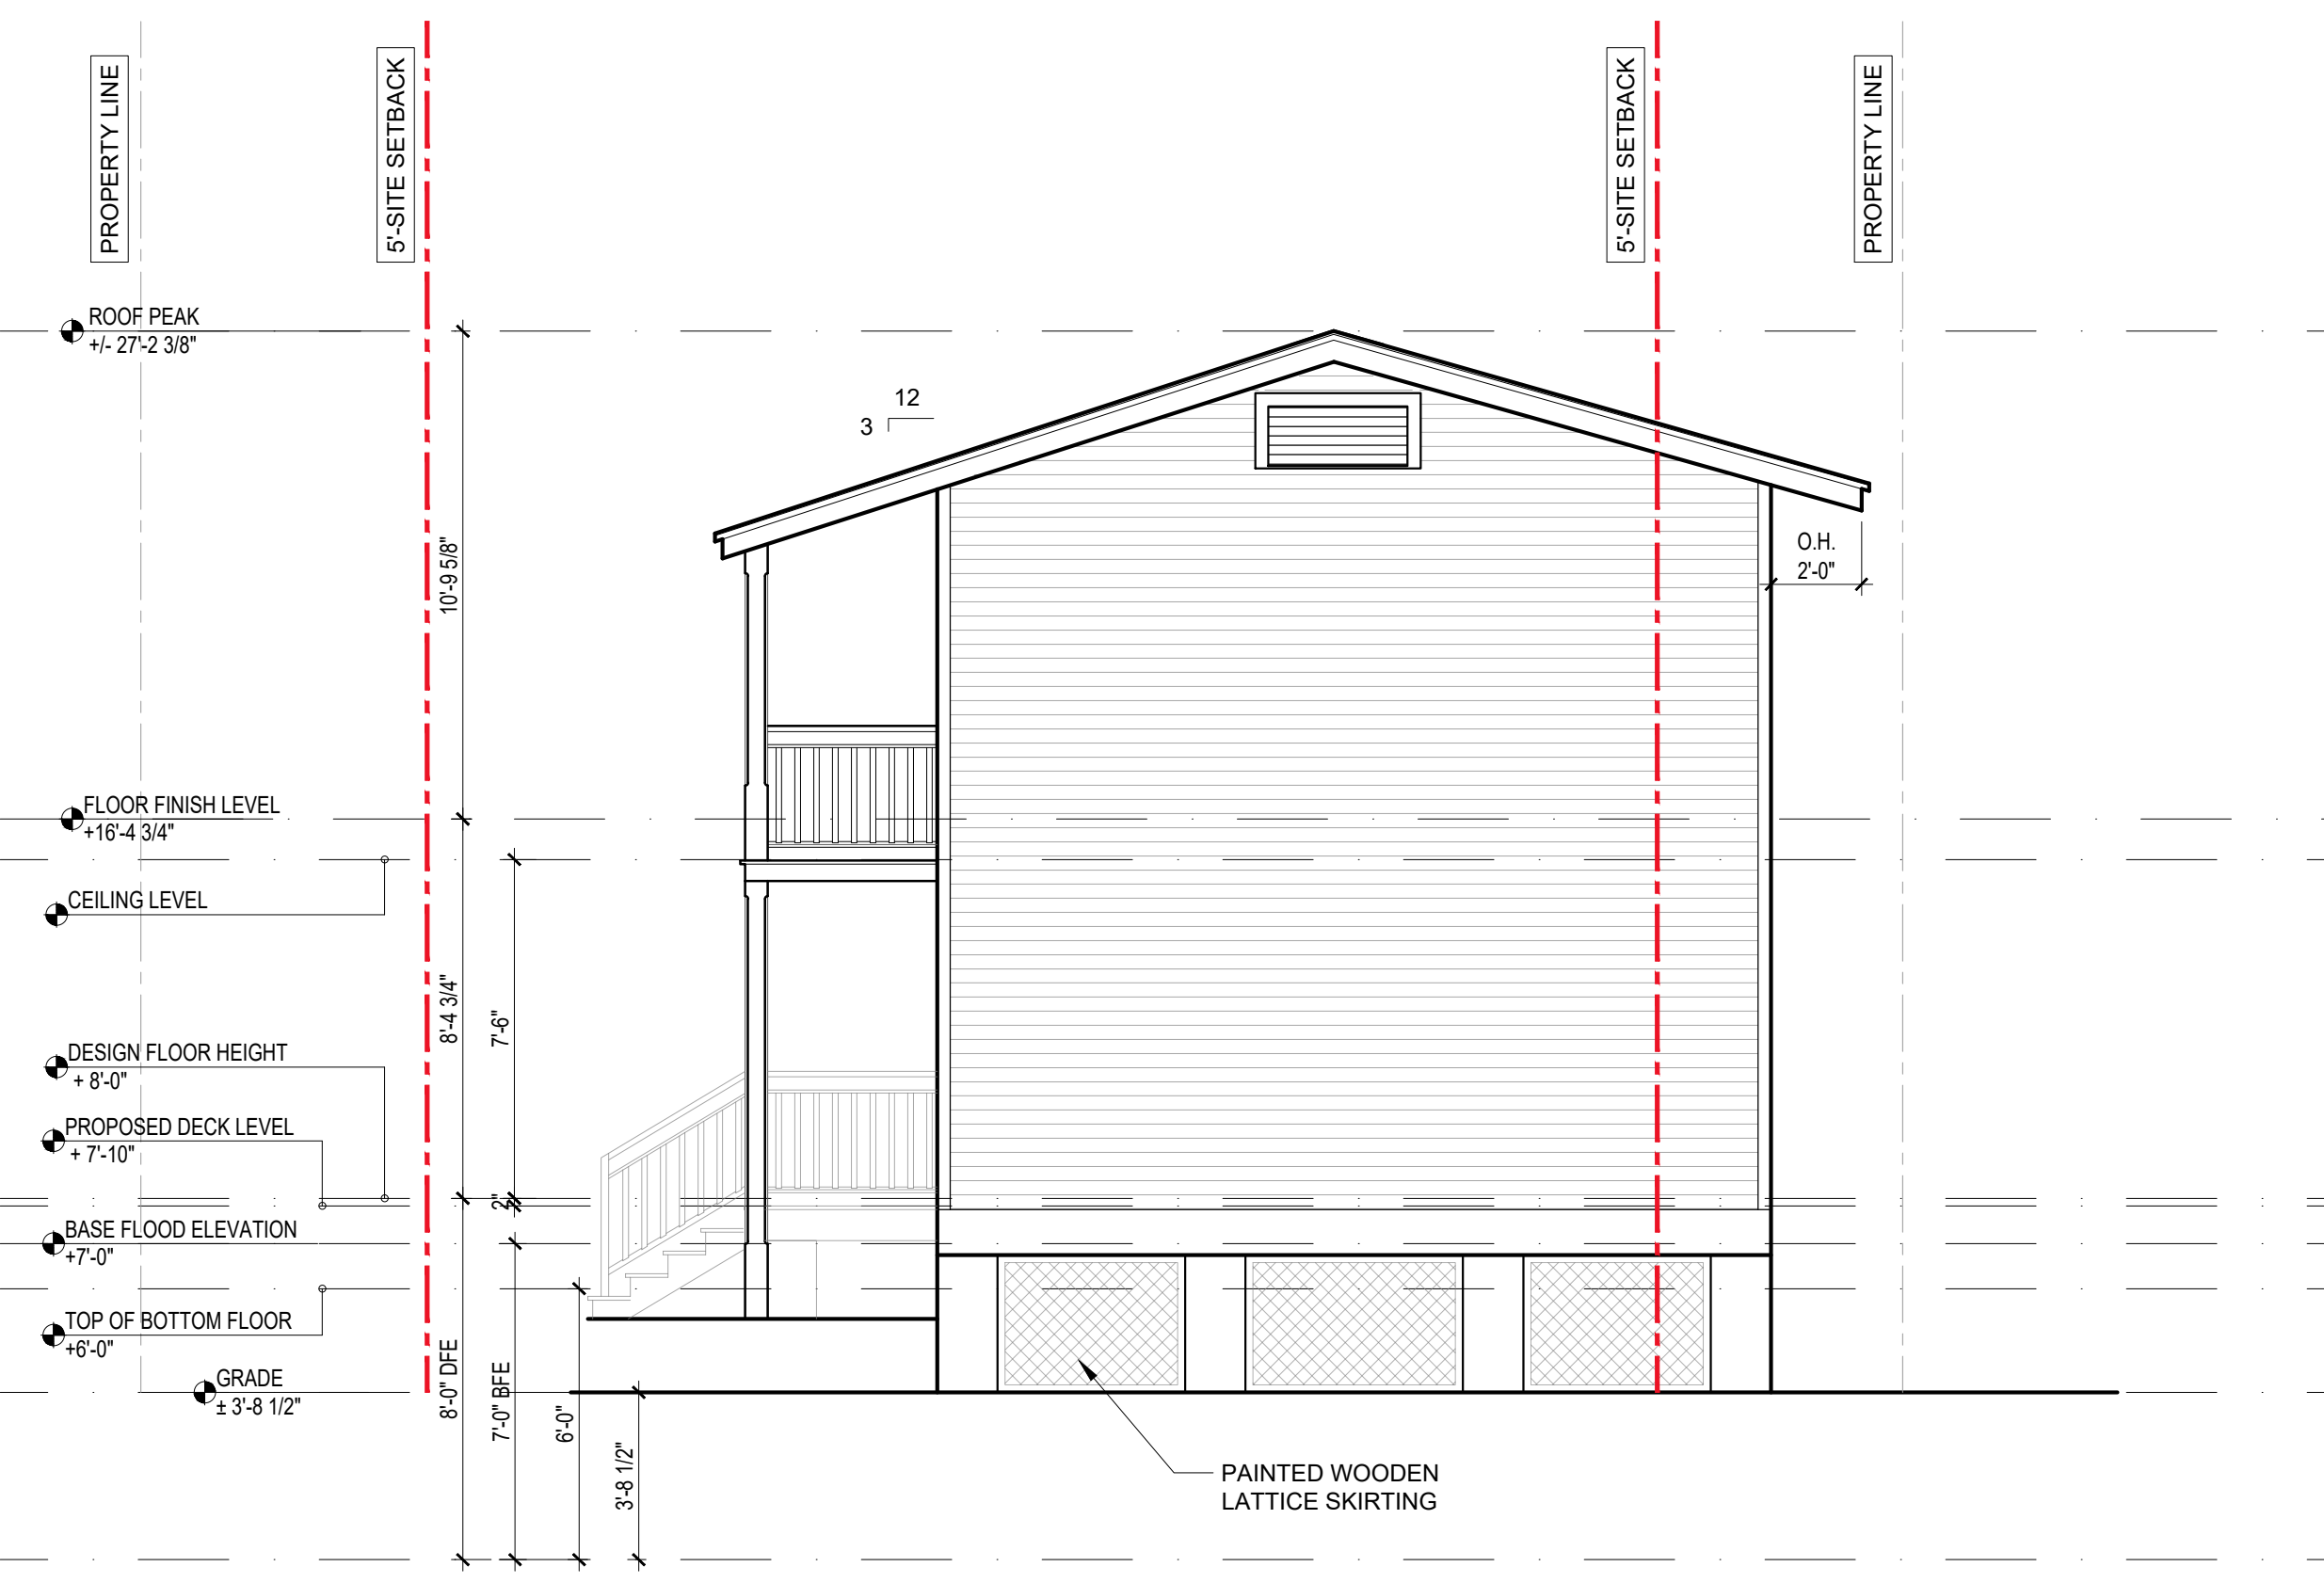 PROPERTY LINE
5'-SITE SETBACK
5'-SITE SETBACK
PROPERTY LINE
ROOF PEAK
+/- 27'-2 3/8"
12
3
10'-9 5/8"
O.H.
2'-0"
FLOOR FINISH LEVEL
+16'-4 3/4"
CEILING LEVEL
8'-4 3/4"
7'-6"
DESIGN FLOOR HEIGHT
+ 8'-0"
PROPOSED DECK LEVEL
+ 7'-10"
2"
BASE FLOOD ELEVATION
+7'-0"
TOP OF BOTTOM FLOOR
+6'-0"
GRADE
± 3'-8 1/2"
8'-0" DFE
7'-0" BFE
6'-0"
3'-8 1/2"
PAINTED WOODEN
LATTICE SKIRTING